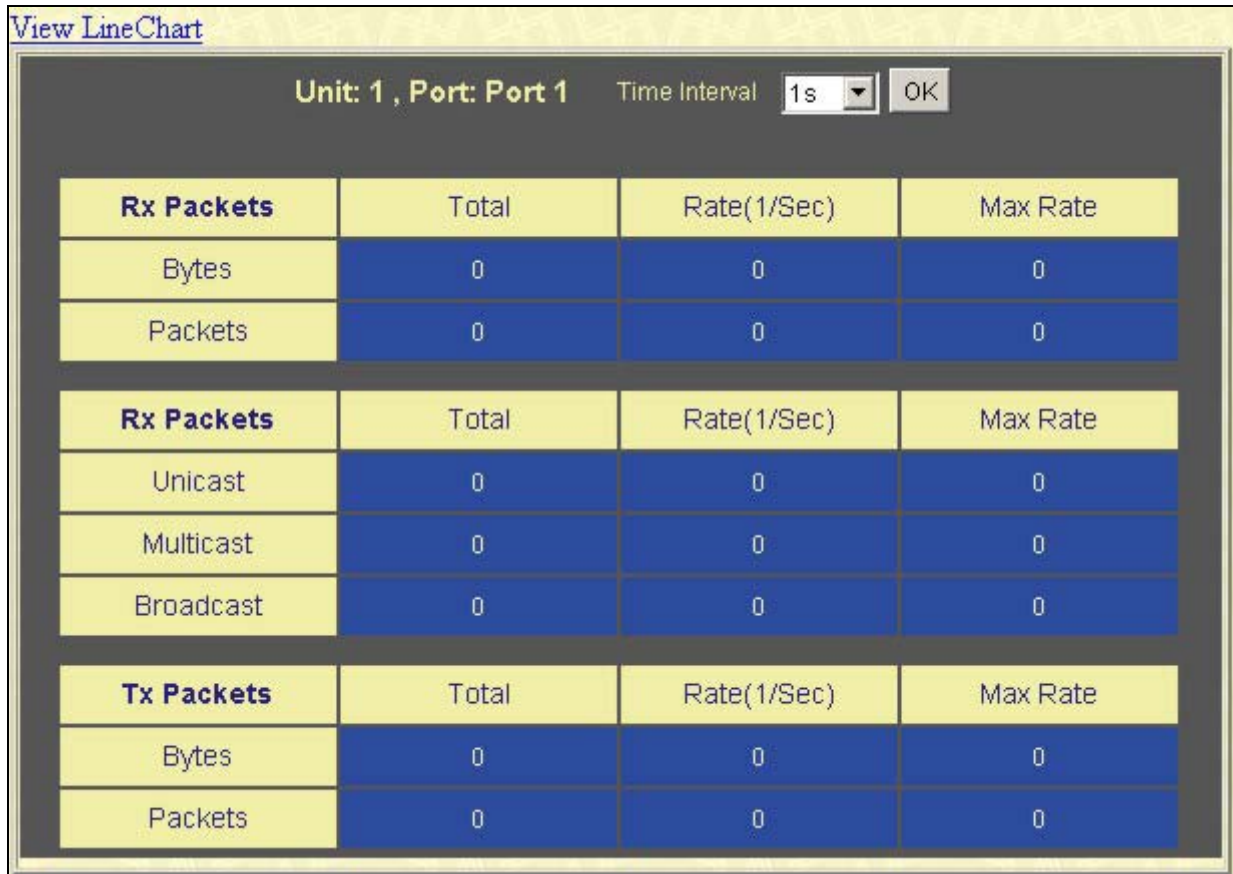 View LineChart
Unit: 1 , Port: Port 1 Time Interval 1s OK
Rx Packets Total Rate(1/Sec) Max Rate
Bytes 0 0 0
Packets 0 0 0
Rx Packets Total Rate(1/Sec) Max Rate
Unicast 0 0 0
Multicast 0 0 0
Broadcast 0 0 0
Tx Packets Total Rate(1/Sec) Max Rate
Bytes 0 0 0
Packets 0 0 0